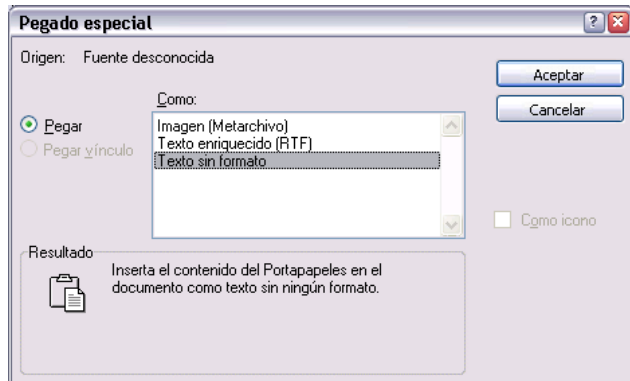 Pegado especial
Origen: Fuente desconocida
Aceptar
Cancelar
Como:
Pegar
Pegar vínculo
Imagen (Metarchivo)
Texto enriquecido (RTF)
Texto sin formato
Como icono
Resultado
Inserta el contenido del Portapapeles en el
documento como texto sin ningún formato.